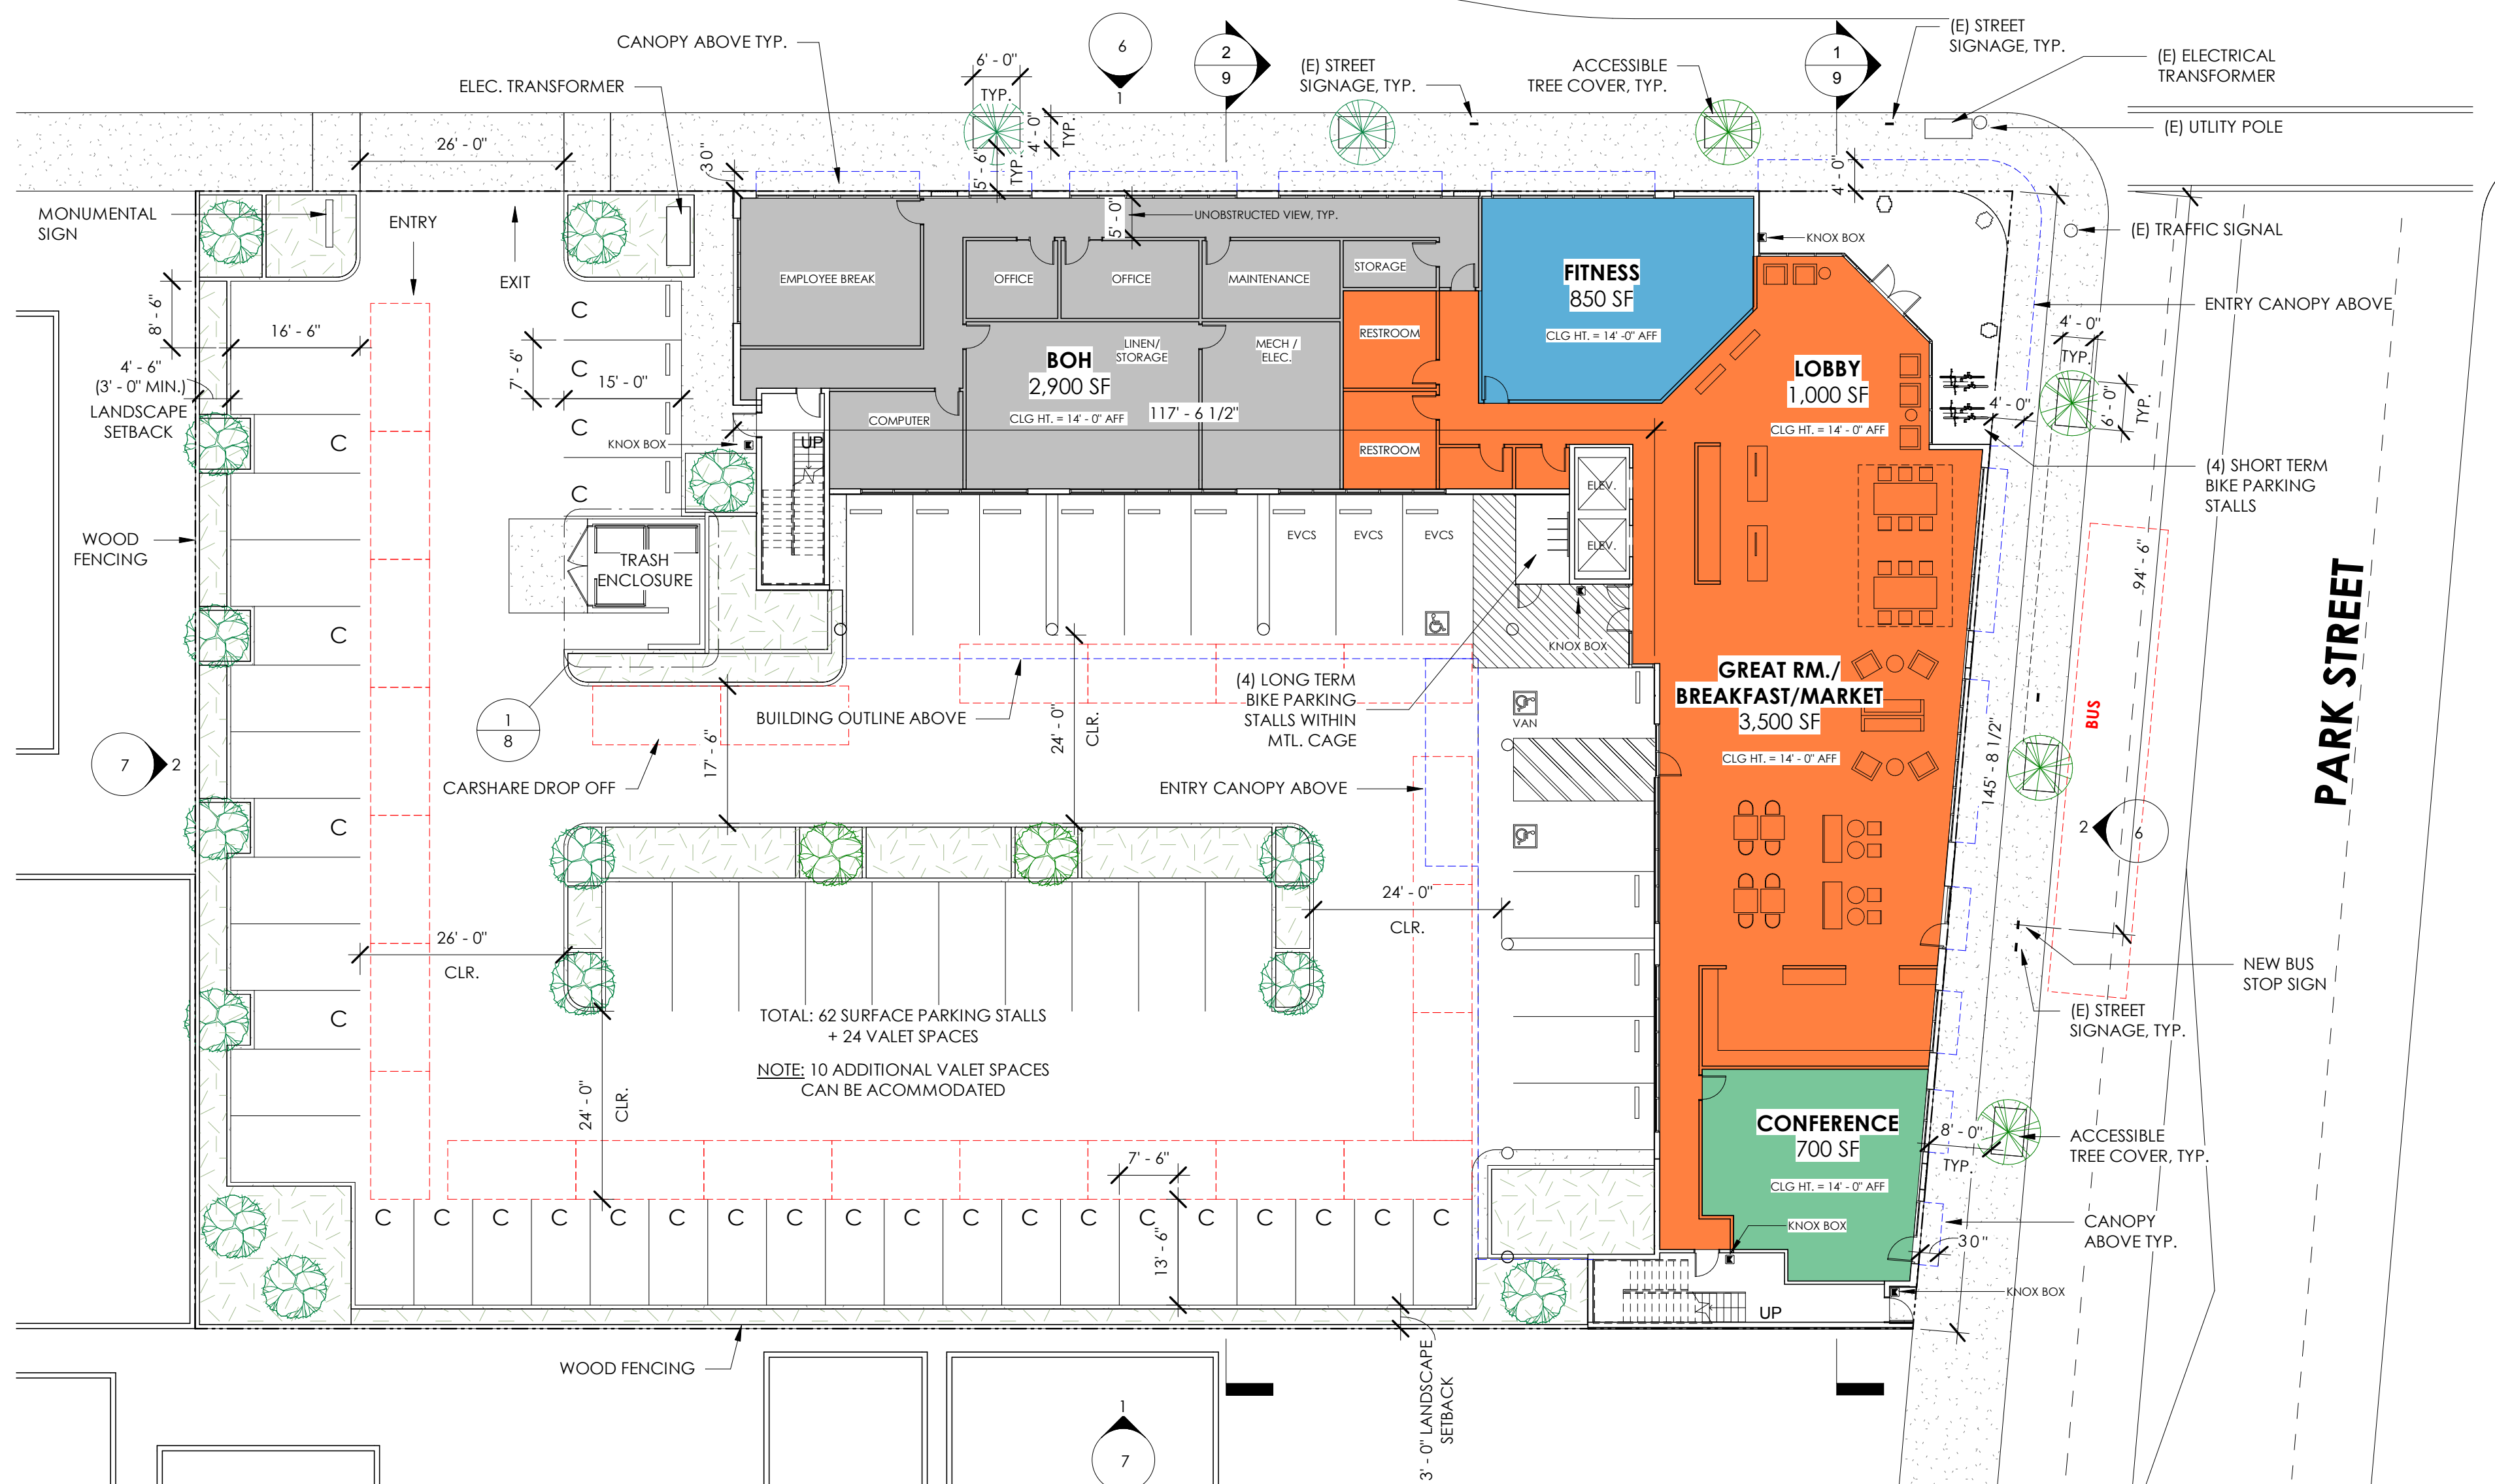 CANOPY ABOVE TYP.
ELEC. TRANSFORMER
6' - 0"
TYP.
4' - 0"
TYP.
5' - 6"
TYP.
6
1
2
9
(E) STREET
SIGNAGE, TYP.
ACCESSIBLE
TREE COVER, TYP.
1
9
(E) STREET
SIGNAGE, TYP.
(E) ELECTRICAL
TRANSFORMER
(E) UTLITY POLE
(E) TRAFFIC SIGNAL
26' - 0"
30"
4' - 0"
MONUMENTAL
SIGN
ENTRY
EXIT
C
C
C
C
8' - 6"
16' - 6"
7' - 6"
15' - 0"
4' - 6"
(3' - 0" MIN.)
LANDSCAPE
SETBACK
C
C
C
C
WOOD
FENCING
5' - 0"
UNOBSTRUCTED VIEW, TYP.
EMPLOYEE BREAK
OFFICE
OFFICE
MAINTENANCE
STORAGE
RESTROOM
RESTROOM
LINEN/
STORAGE
MECH /
ELEC.
BOH
2,900 SF
CLG HT. = 14' - 0" AFF
117' - 6 1/2"
COMPUTER
KNOX BOX
UP
FITNESS
850 SF
CLG HT. = 14' -0" AFF
KNOX BOX
LOBBY
1,000 SF
CLG HT. = 14' - 0" AFF
ENTRY CANOPY ABOVE
4' - 0"
TYP.
6' - 0"
TYP.
4' - 0"
(4) SHORT TERM
BIKE PARKING
STALLS
ELEV.
ELEV.
EVCS
EVCS
EVCS
TRASH
ENCLOSURE
KNOX BOX
(4) LONG TERM
BIKE PARKING
STALLS WITHIN
MTL. CAGE
VAN
GREAT RM./
BREAKFAST/MARKET
3,500 SF
CLG HT. = 14' - 0" AFF
94' - 6"
BUS
145' - 8 1/2"
PARK STREET
2
6
1
8
7
2
BUILDING OUTLINE ABOVE
CARSHARE DROP OFF
17' - 6"
24' - 0"
CLR.
ENTRY CANOPY ABOVE
24' - 0"
CLR.
26' - 0"
CLR.
TOTAL: 62 SURFACE PARKING STALLS
+ 24 VALET SPACES
NOTE: 10 ADDITIONAL VALET SPACES
CAN BE ACOMMODATED
24' - 0"
CLR.
NEW BUS
STOP SIGN
(E) STREET
SIGNAGE, TYP.
CONFERENCE
700 SF
CLG HT. = 14' - 0" AFF
8' - 0"
TYP.
ACCESSIBLE
TREE COVER, TYP.
CANOPY
ABOVE TYP.
30"
KNOX BOX
KNOX BOX
UP
7' - 6"
13' - 6"
C C C C C C C C C C C C C C C C C C C
WOOD FENCING
3' - 0" LANDSCAPE
SETBACK
1
7